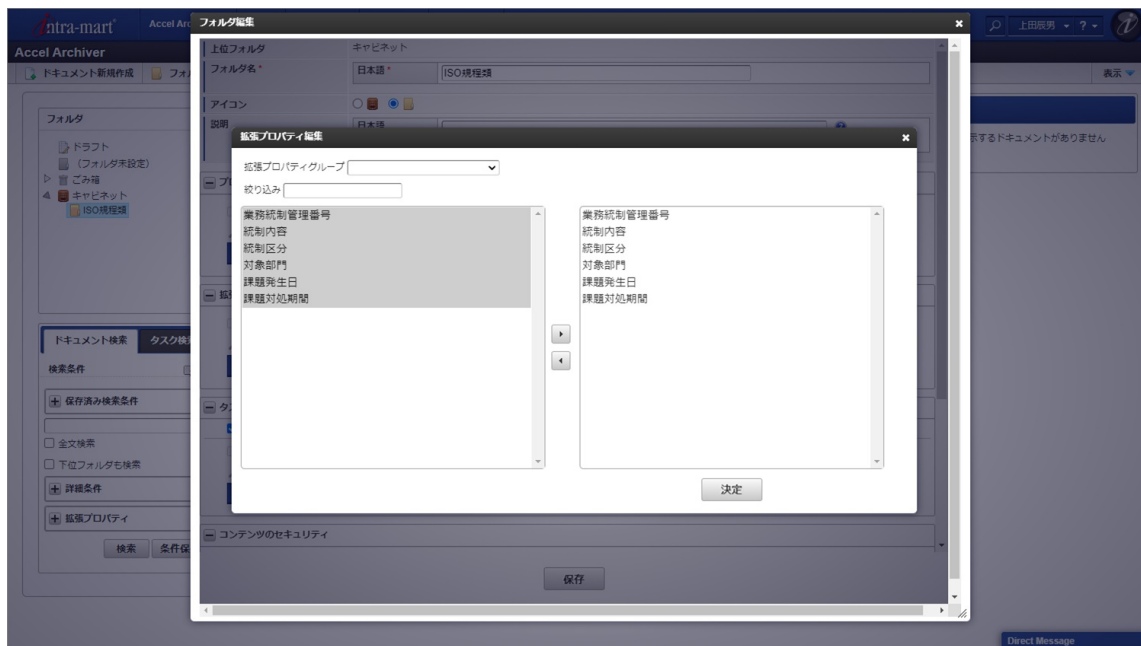 intra-mart
Accel Arc
上田辰男
?
Accel Archiver
ドキュメント新規作成
フォル
表示
フォルダ
ドラフト
(フォルダ未設定)
ごみ箱
キャビネット
ISO規程類
ドキュメント検索
タスク検
検索条件
保存済み検索条件
全文検索
下位フォルダも検索
詳細条件
拡張プロパティ
検索
条件保
フォルダ編集
上位フォルダ
キャビネット
フォルダ名*
日本語*
ISO規程類
アイコン
説明
日本語
プロ
拡張
タス
コンテンツのセキュリティ
保存
示するドキュメントがありません
拡張プロパティ編集
拡張プロパティグループ
絞り込み
業務統制管理番号
統制内容
統制区分
対象部門
課題発生日
課題対処期間
業務統制管理番号
統制内容
統制区分
対象部門
課題発生日
課題対処期間
決定
Direct Message